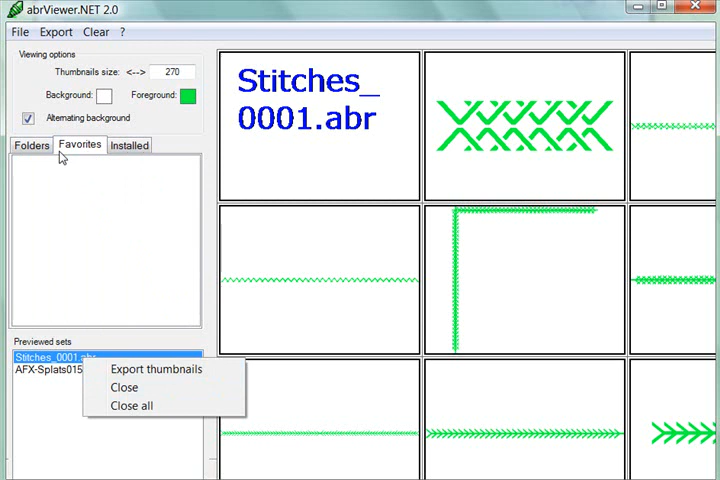 abrViewer.NET 2.0
File Export Clear ?
Viewing options
Thumbnails size: <--> 270
Background: Foreground:
Alternating background
Folders Favorites Installed
Stitches_
0001.abr
Previewed sets
Stitches_0001.abr
AFX-Splats015
Export thumbnails
Close
Close all